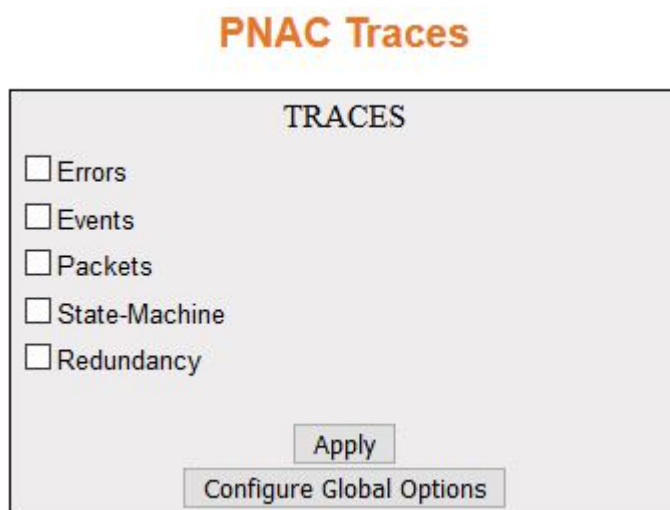 PNAC Traces
TRACES
Errors
Events
Packets
State-Machine
Redundancy
Apply
Configure Global Options